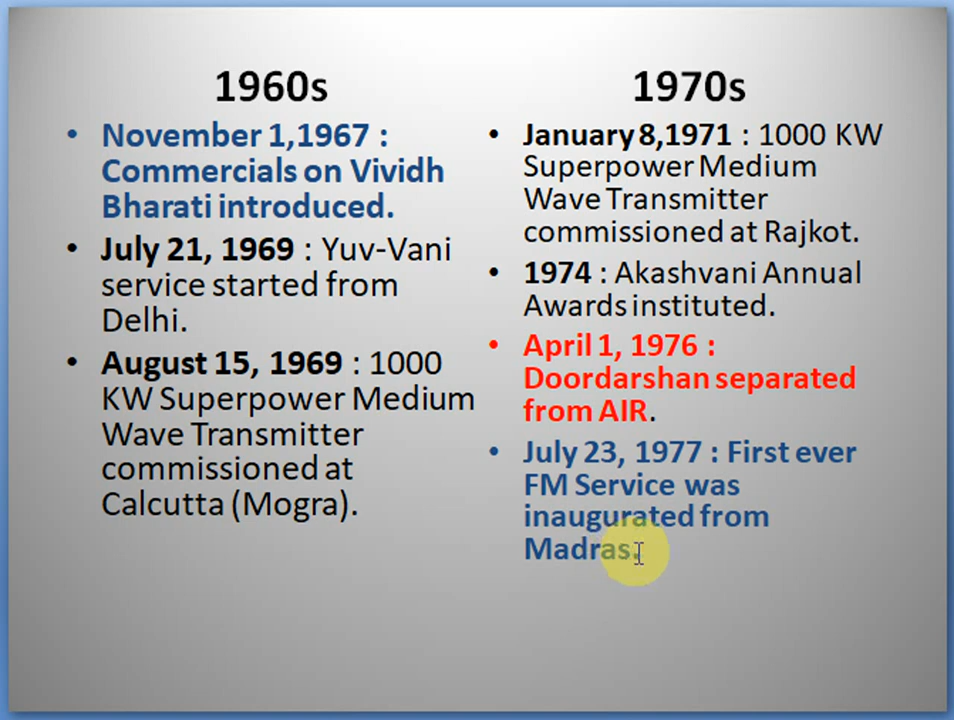 1960s
• November 1,1967 :
Commercials on Vividh
Bharati introduced.
• July 21, 1969 : Yuv-Vani
service started from
Delhi.
• August 15, 1969 : 1000
KW Superpower Medium
Wave Transmitter
commissioned at
Calcutta (Mogra).
1970s
• January 8,1971 : 1000 KW
Superpower Medium
Wave Transmitter
commissioned at Rajkot.
• 1974 : Akashvani Annual
Awards instituted.
• April 1, 1976 :
Doordarshan separated
from AIR.
• July 23, 1977 : First ever
FM Service was
inaugurated from
Madras.